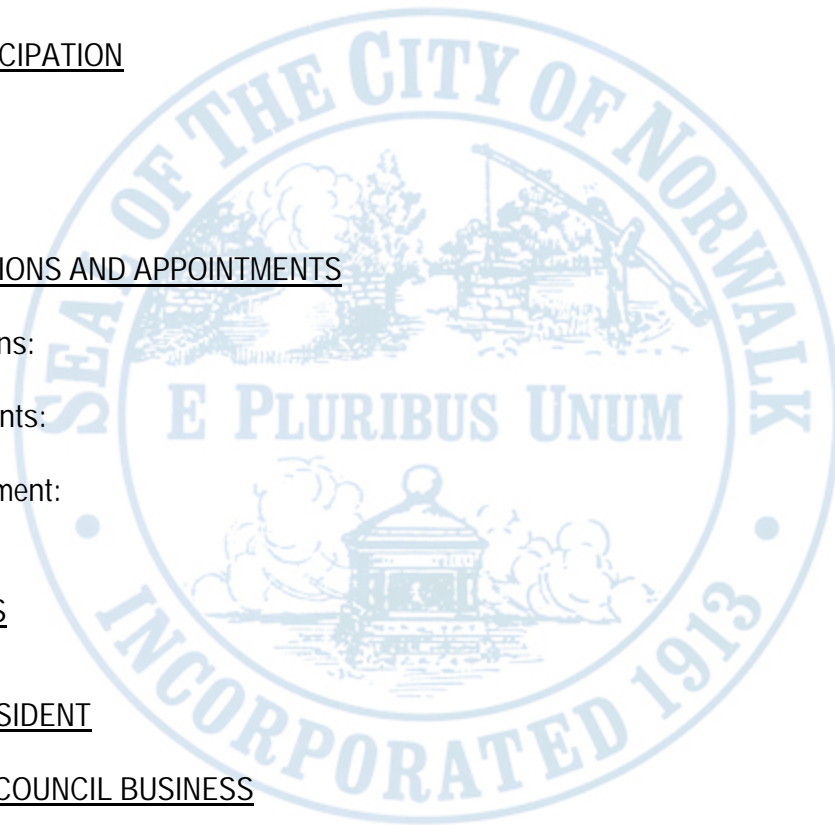 CIPATION
SEAL OF THE CITY OF NORWALK
IONS AND APPOINTMENTS
ns:
nts:
E PLURIBUS UNUM
ment:
S
INCORPORATED 1913
SIDENT
COUNCIL BUSINESS